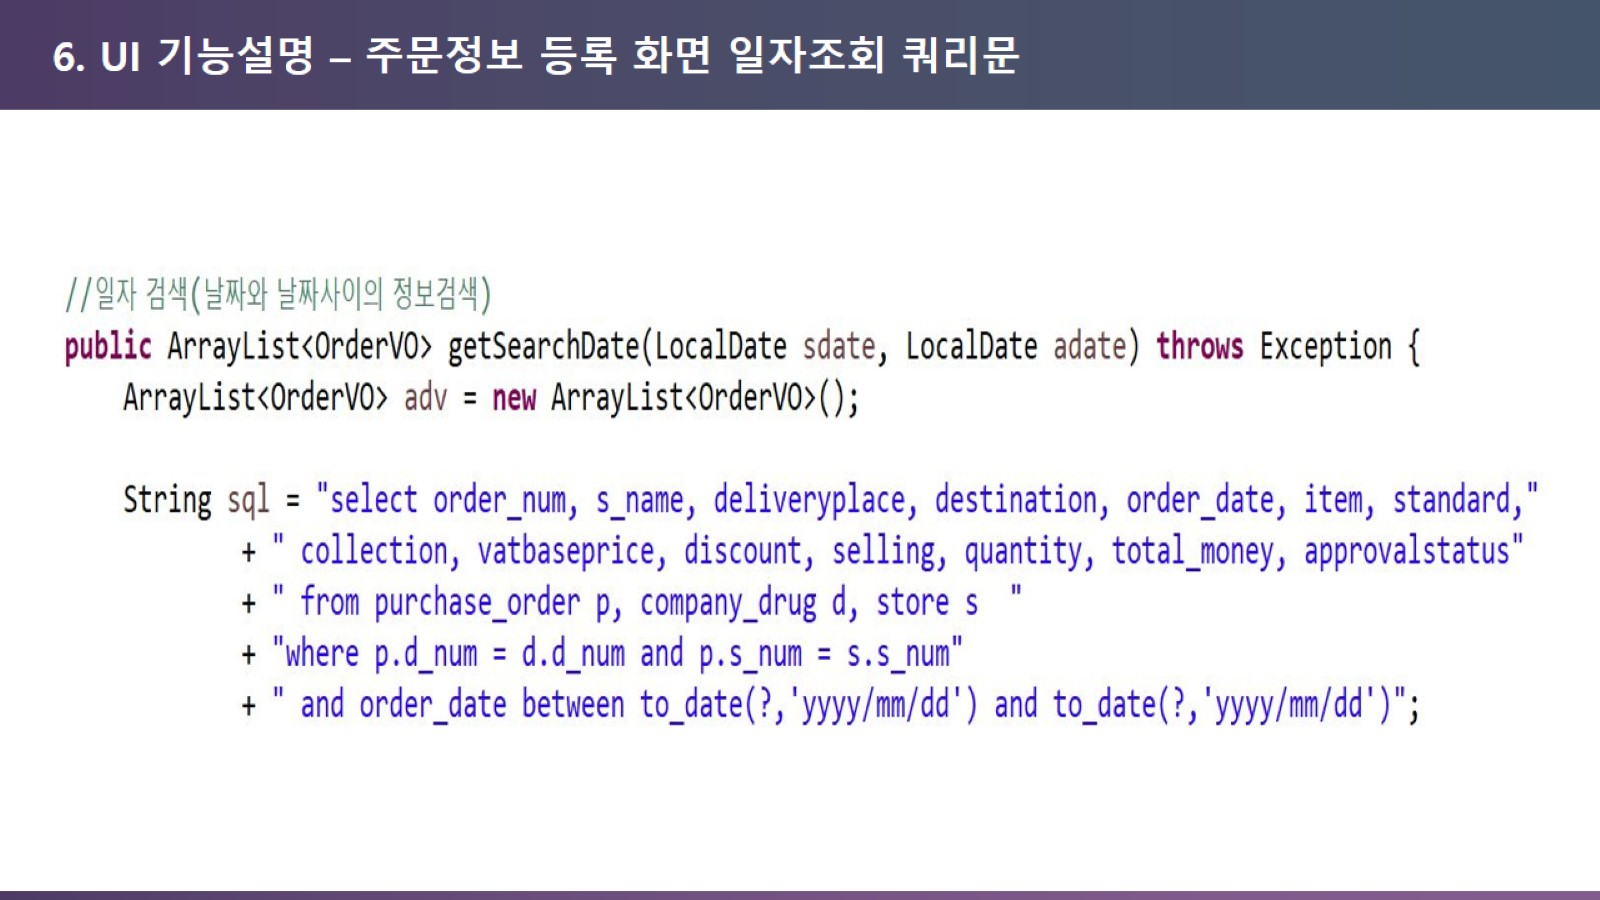 6. UI 기능설명 – 주문정보 등록 화면 일자조회 쿼리문
//일자 검색(날짜와 날짜사이의 정보검색)
public ArrayList<OrderVO> getSearchDate(LocalDate sdate, LocalDate adate) throws Exception {
ArrayList<OrderVO> adv = new ArrayList<OrderVO>();
String sql = "select order_num, s_name, deliveryplace, destination, order_date, item, standard,"
+ " collection, vatbaseprice, discount, selling, quantity, total_money, approvalstatus"
+ " from purchase_order p, company_drug d, store s  "
+ "where p.d_num = d.d_num and p.s_num = s.s_num"
+ " and order_date between to_date(?,'yyyy/mm/dd') and to_date(?,'yyyy/mm/dd')";